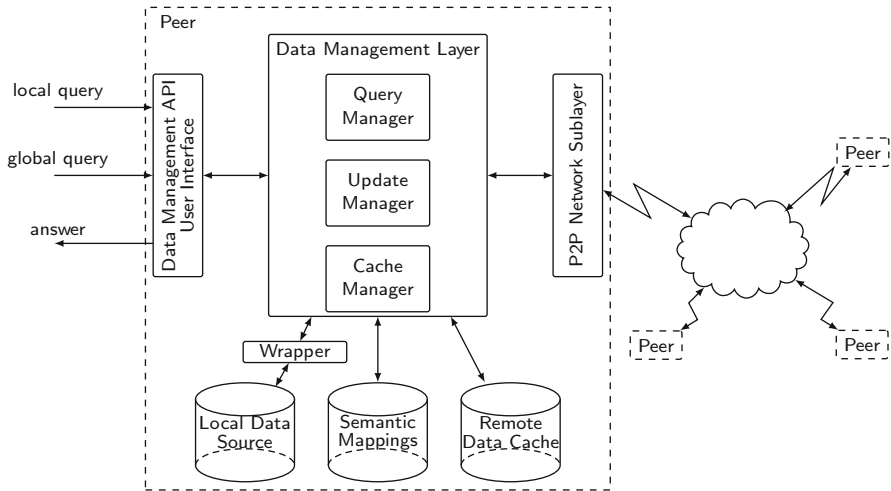 Peer
Data Management Layer
local query
global query
answer
Data Management API
User Interface
Query
Manager
Update
Manager
Cache
Manager
P2P Network Sublayer
Peer
Peer
Peer
Wrapper
Local Data
Source
Semantic
Mappings
Remote
Data Cache